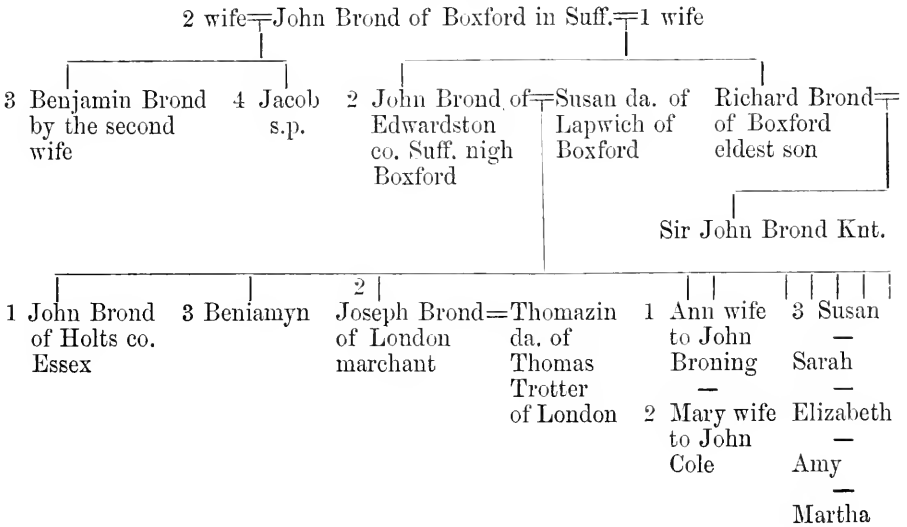 2 wife=John Brond of Boxford in Suff.=1 wife
3 Benjamin Brond
by the second
wife
4 Jacob
s.p.
2 John Brond of=Susan da. of
Edwardston
co. Suff. nigh
Boxford
Lapwich of
Boxford
Richard Brond=
of Boxford
eldest son
Sir John Brond Knt.
1 John Brond
of Holts co.
Essex
3 Beniamyn
2
Joseph Brond=Thomazin
of London
marchant
da. of
Thomas
Trotter
of London
1 Ann wife
to John
Broning
—
2 Mary wife
to John
Cole
3 Susan
—
Sarah
—
Elizabeth
—
Amy
—
Martha